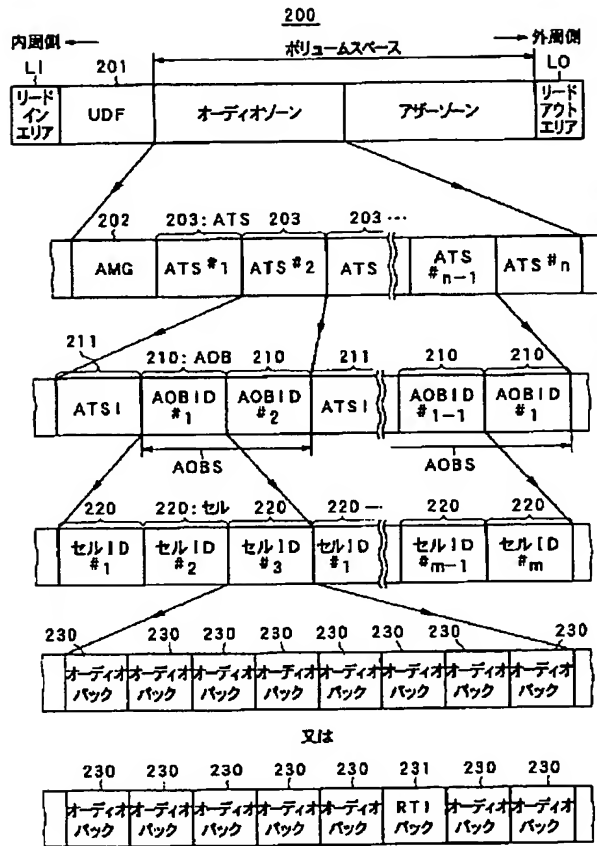 200
内周側 ← ボリュームスペース → 外周側
LI 201 LO
リードインエリア UDF オーディオゾーン アザーゾーン リードアウトエリア
202 203:ATS 203 203…
AMG ATS#1 ATS#2 ATS ATS#n-1 ATS#n
211 210:AOB 210 211 210 210
ATSI AOBID#1 AOBID#2 ATSI AOBID#1-1 AOBID#1
AOBS AOBS
220 220:セル 220 220… 220 220
セルID#1 セルID#2 セルID#3 セルID#1 セルID#m-1 セルID#m
230 230 230 230 230 230 230 230
オーディオパック オーディオパック オーディオパック オーディオパック オーディオパック オーディオパック オーディオパック オーディオパック
又は
230 230 230 230 230 231 230 230
オーディオパック オーディオパック オーディオパック オーディオパック オーディオパック RTIパック オーディオパック オーディオパック